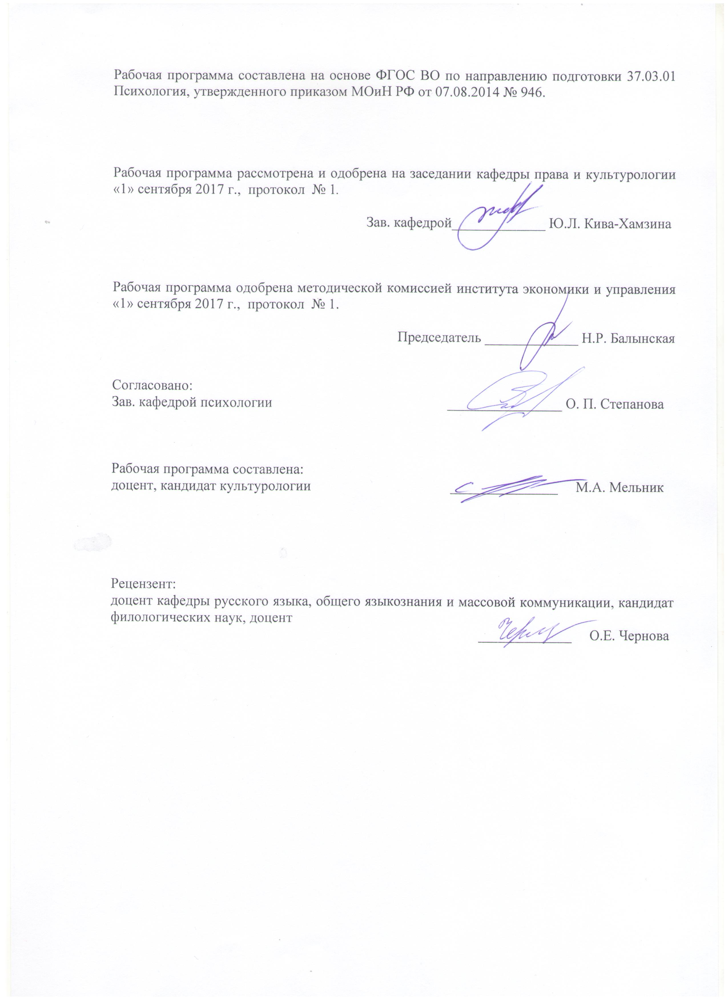 Рабочая программа составлена на основе ФГОС ВО по направлению подготовки 37.03.01
Психология, утвержденного приказом МОиН РФ от 07.08.2014 № 946.
Рабочая программа рассмотрена и одобрена на заседании кафедры права и культурологии
«1» сентября 2017 г., протокол № 1.
Зав. кафедрой______________ Ю.Л. Кива-Хамзина
Рабочая программа одобрена методической комиссией института экономики и управления
«1» сентября 2017 г., протокол № 1.
Председатель ______________ Н.Р. Балынская
Согласовано:
Зав. кафедрой психологии _________________ О. П. Степанова
Рабочая программа составлена:
доцент, кандидат культурологии ________________ М.А. Мельник
Рецензент:
доцент кафедры русского языка, общего языкознания и массовой коммуникации, кандидат
филологических наук, доцент
______________ О.Е. Чернова